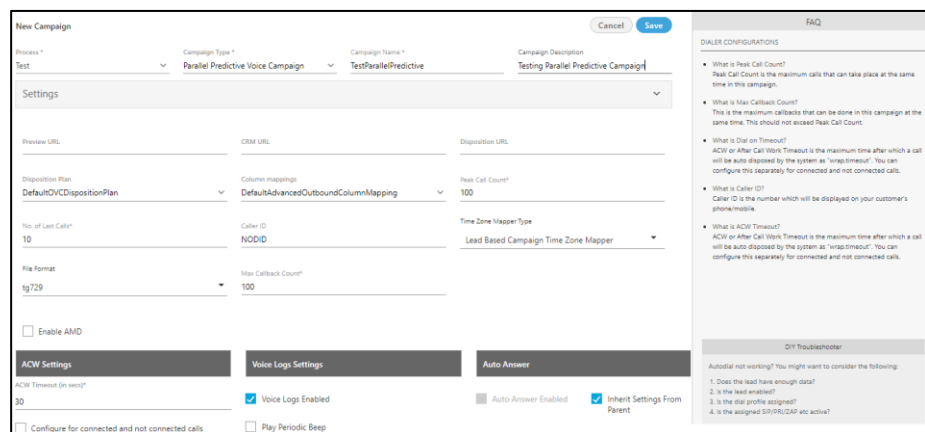 New Campaign
Cancel
Save
Process *
Campaign Type *
Campaign Name *
Campaign Description
Test
Parallel Predictive Voice Campaign
TestParallelPredictive
Testing Parallel Predictive Campaign
Settings
Preview URL
CRM URL
Disposition URL
Disposition Plan
Column mappings
Peak Call Count*
DefaultOVCDispositionPlan
DefaultAdvancedOutboundColumnMapping
100
No. of Last Calls*
Caller ID
Time Zone Mapper Type
10
NODID
Lead Based Campaign Time Zone Mapper
File Format
Max Callback Count*
tg729
100
Enable AMD
ACW Settings
Voice Logs Settings
Auto Answer
ACW Timeout (in secs)*
30
Voice Logs Enabled
Auto Answer Enabled
Inherit Settings From
Parent
Configure for connected and not connected calls
Play Periodic Beep
FAQ
DIALER CONFIGURATIONS
• What is Peak Call Count?
Peak Call Count is the maximum calls that can take place at the same
time in this campaign.
• What is Max Callback Count?
This is the maximum callbacks that can be done in this campaign at the
same time. This should not exceed Peak Call Count.
• What is Dial on Timeout?
ACW or After Call Work Timeout is the maximum time after which a call
will be auto disposed by the system as "wrap.timeout". You can
configure this separately for connected and not connected calls.
• What is Caller ID?
Caller ID is the number which will be displayed on your customer's
phone/mobile.
• What is ACW Timeout?
ACW or After Call Work Timeout is the maximum time after which a call
will be auto disposed by the system as "wrap.timeout". You can
configure this separately for connected and not connected calls.
DIY Troubleshooter
Autodial not working? You might want to consider the following:
1. Does the lead have enough data?
2. Is the lead enabled?
3. Is the dial profile assigned?
4. Is the assigned SIP/PRI/ZAP etc active?